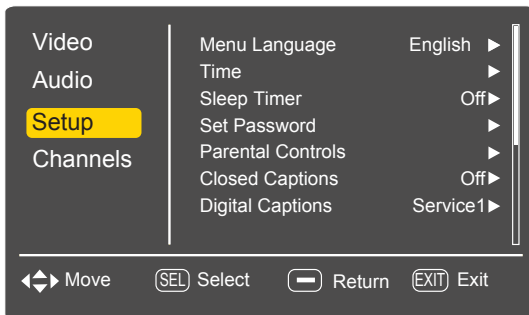 Video
Audio
Setup
Channels
Menu Language English
Time
Sleep Timer Off
Set Password
Parental Controls
Closed Captions Off
Digital Captions Service1
Move SEL Select Return EXIT Exit